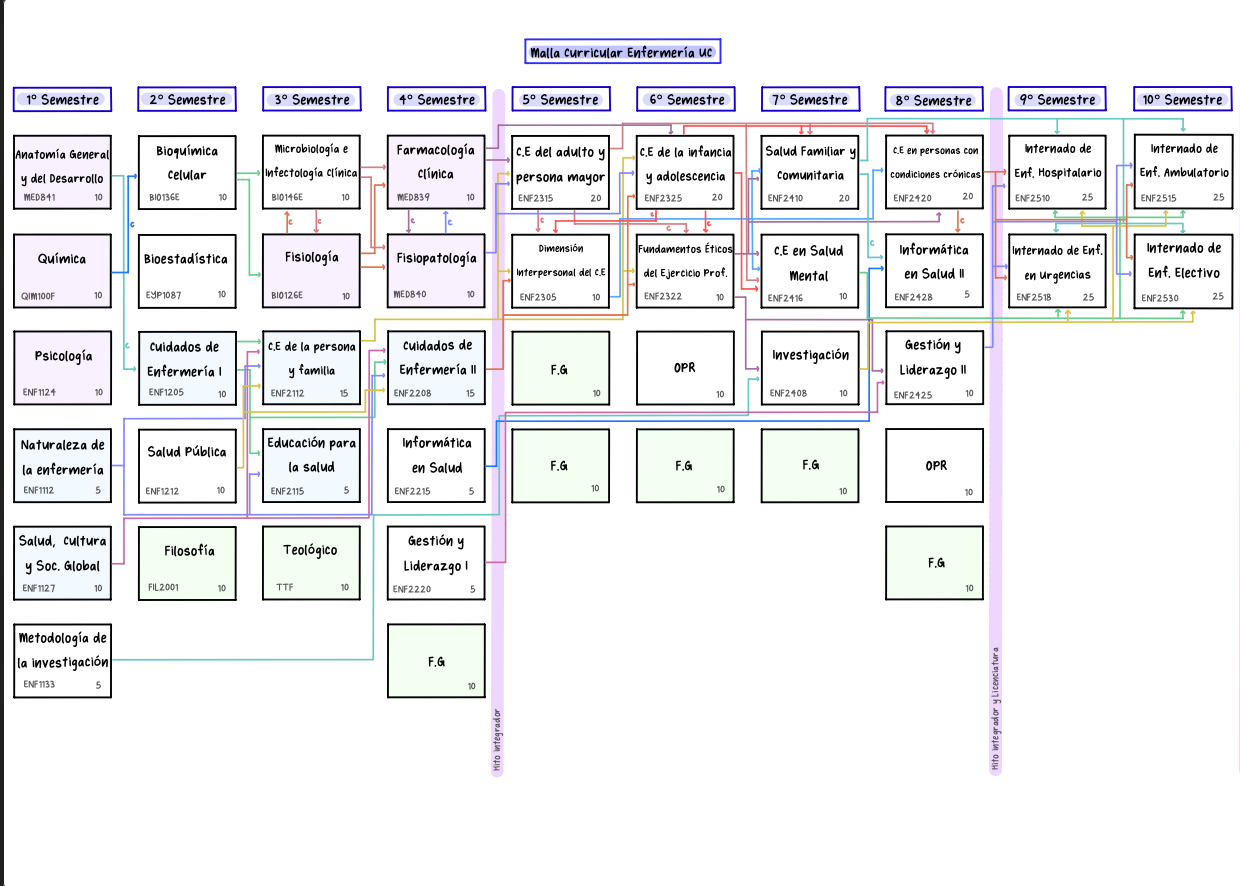 Malla Curricular Enfermería UC
1° Semestre
2° Semestre
3° Semestre
4° Semestre
5° Semestre
6° Semestre
7° Semestre
8° Semestre
9° Semestre
10° Semestre
Anatomía General
y del Desarrollo
MED841 10
Química
QIM100F 10
Psicología
ENF1124 10
Naturaleza de
la enfermería
ENF1112 5
Salud, Cultura
y Soc. Global
ENF1127 10
Metodología de
la investigación
ENF1133 5
Bioquímica
Celular
BIO136E 10
Bioestadística
EYP1087 10
Cuidados de
Enfermería I
ENF1205 10
Salud Pública
ENF1212 10
Filosofía
FIL2001 10
Microbiología e
Infectología Clínica
BIO146E 10
Fisiología
BIO126E 10
C.E de la persona
y familia
ENF2112 15
Educación para
la salud
ENF2115 5
Teológico
TTF 10
Farmacología
Clínica
MED839 10
Fisiopatología
MED840 10
Cuidados de
Enfermería II
ENF2208 15
Informática
en Salud
ENF2215 5
Gestión y
Liderazgo I
ENF2220 5
F.G
10
C.E del adulto y
persona mayor
ENF2315 20
Dimensión
Interpersonal del C.E
ENF2305 10
F.G
10
F.G
10
C.E de la infancia
y adolescencia
ENF2325 20
Fundamentos Éticos
del Ejercicio Prof.
ENF2322 10
OPR
10
F.G
10
Salud Familiar y
Comunitaria
ENF2410 20
C.E en Salud
Mental
ENF2416 10
Investigación
ENF2408 10
F.G
10
C.E en personas con
condiciones crónicas
ENF2420 20
Informática
en Salud II
ENF2428 5
Gestión y
Liderazgo II
ENF2425 10
OPR
10
F.G
10
Internado de
Enf. Hospitalario
ENF2510 25
Internado de Enf.
en Urgencias
ENF2518 25
Internado de
Enf. Ambulatorio
ENF2515 25
Internado de
Enf. Electivo
ENF2530 25
c
c
c
c
c
c
c
c
c
c
c
c
c
Hito integrador
Hito integrador y Licenciatura